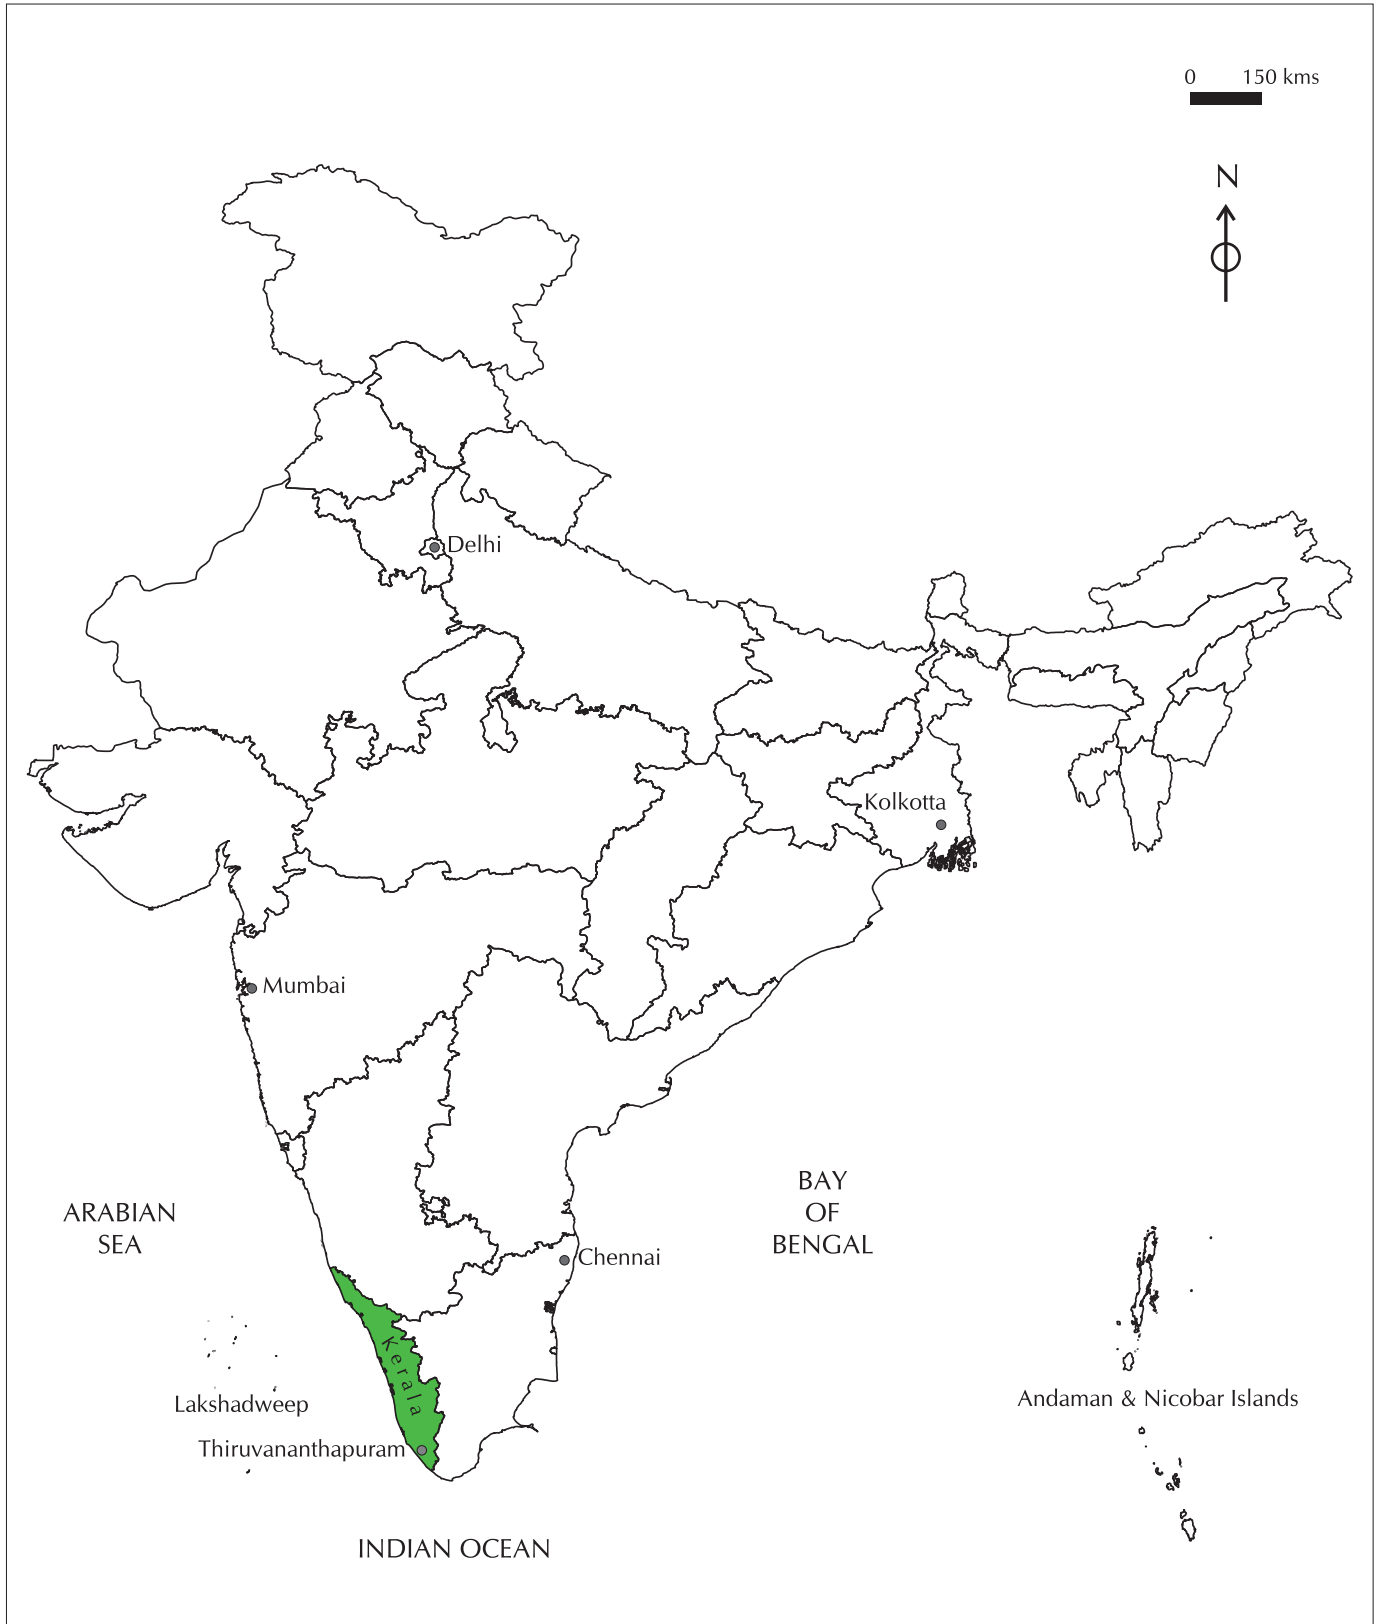 0 150 kms
N
Delhi
Kolkotta
Mumbai
BAY
OF
BENGAL
ARABIAN
SEA
Chennai
Kerala
Lakshadweep
Andaman & Nicobar Islands
Thiruvananthapuram
INDIAN OCEAN